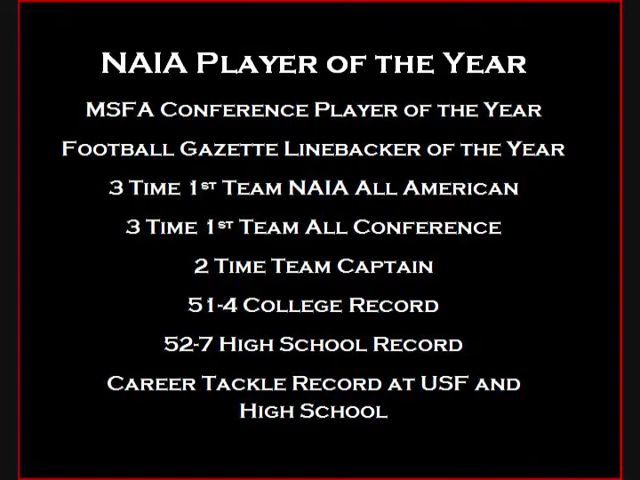 NAIA Player of the Year
MSFA Conference Player of the Year
Football Gazette Linebacker of the Year
3 Time 1st Team NAIA All American
3 Time 1st Team All Conference
2 Time Team Captain
51-4 College Record
52-7 High School Record
Career Tackle Record at USF and
High School